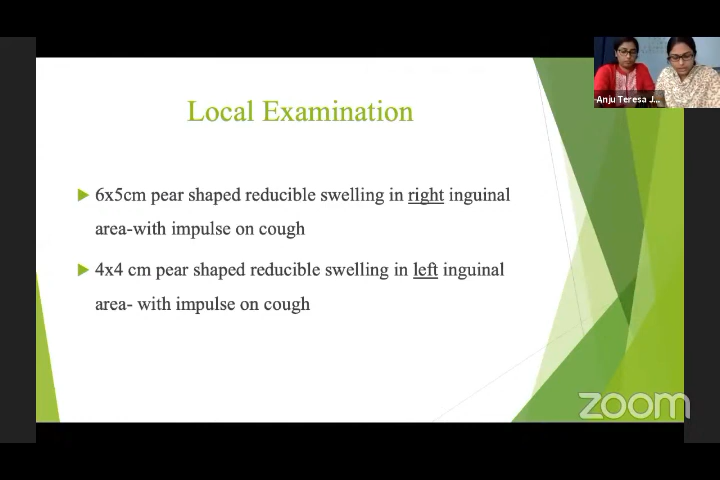 Anju Teresa J...
Local Examination
6x5cm pear shaped reducible swelling in right inguinal
area-with impulse on cough
4x4 cm pear shaped reducible swelling in left inguinal
area- with impulse on cough
zoom